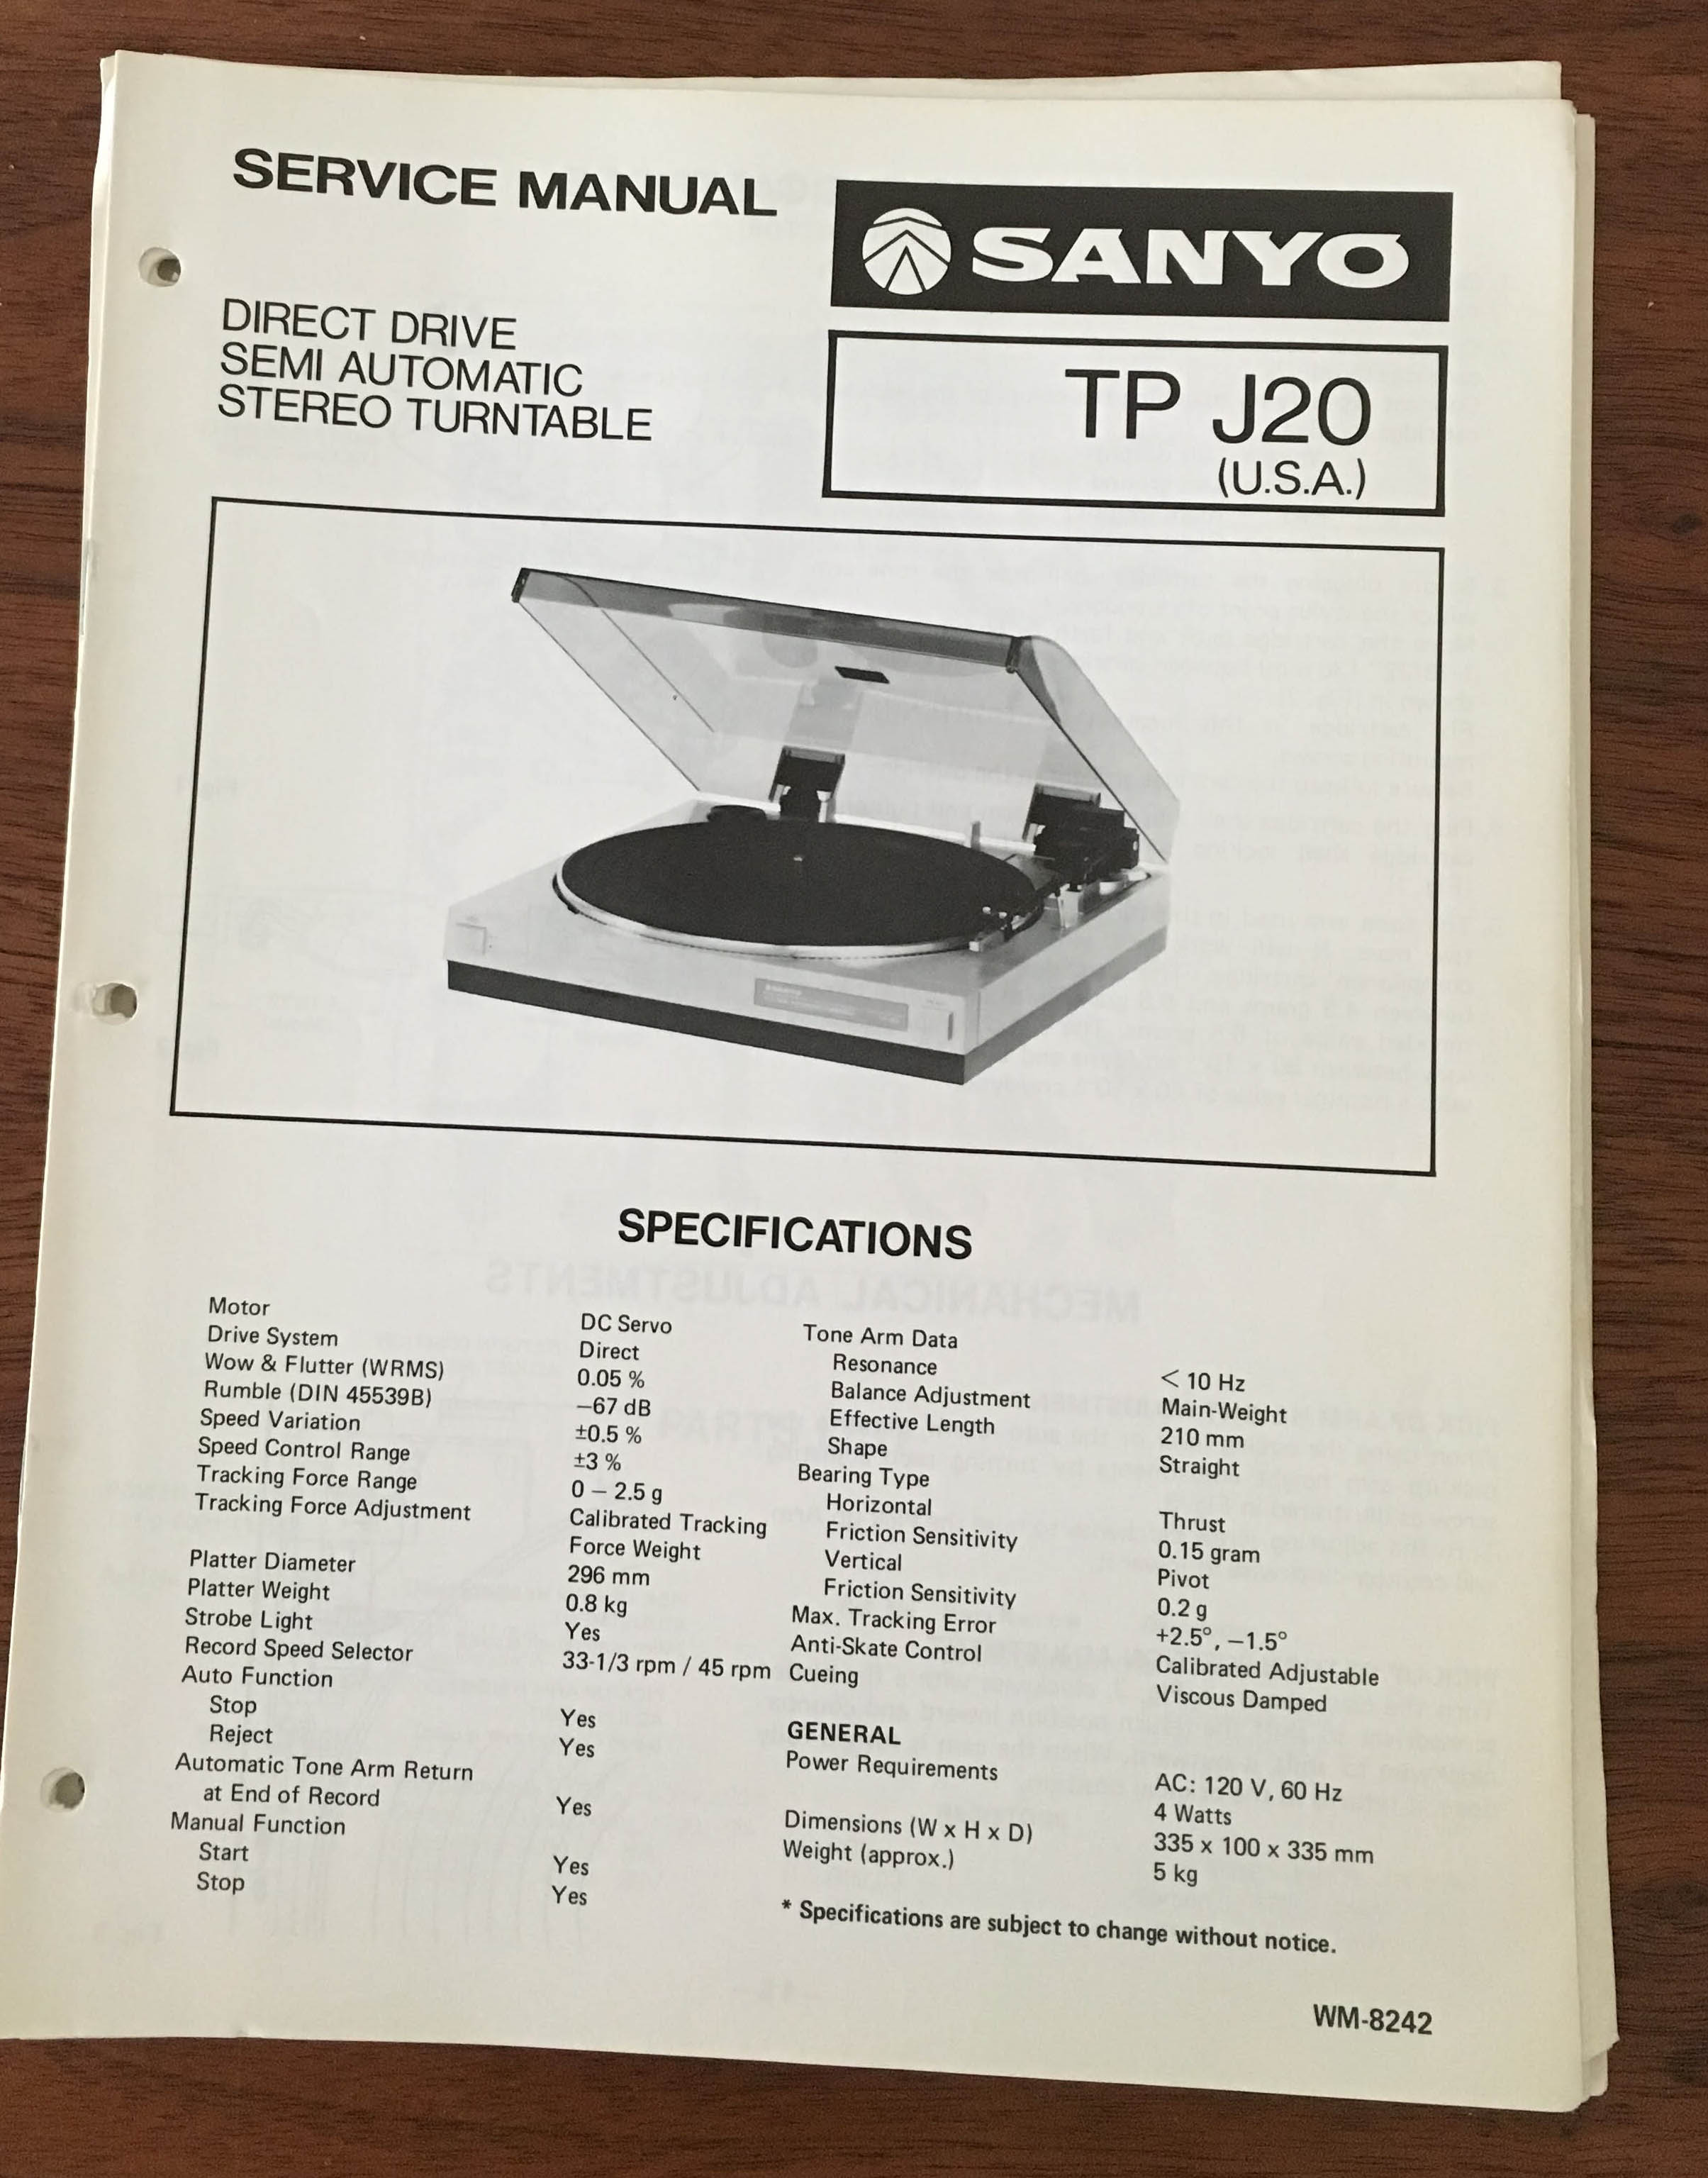 SERVICE MANUAL
SANYO
DIRECT DRIVE
SEMI AUTOMATIC
STEREO TURNTABLE
TP J20
(U.S.A.)
SPECIFICATIONS
Motor DC Servo
Drive System Direct
Wow & Flutter (WRMS) 0.05 %
Rumble (DIN 45539B) –67 dB
Speed Variation ±0.5 %
Speed Control Range ±3 %
Tracking Force Range 0 – 2.5 g
Tracking Force Adjustment Calibrated Tracking
Force Weight
Platter Diameter 296 mm
Platter Weight 0.8 kg
Strobe Light Yes
Record Speed Selector 33-1/3 rpm / 45 rpm
Auto Function
Stop Yes
Reject Yes
Automatic Tone Arm Return
at End of Record Yes
Manual Function
Start Yes
Stop Yes
Tone Arm Data
Resonance < 10 Hz
Balance Adjustment Main-Weight
Effective Length 210 mm
Shape Straight
Bearing Type
Horizontal Thrust
Friction Sensitivity 0.15 gram
Vertical Pivot
Friction Sensitivity 0.2 g
Max. Tracking Error +2.5°, –1.5°
Anti-Skate Control Calibrated Adjustable
Cueing Viscous Damped
GENERAL
Power Requirements AC: 120 V, 60 Hz
4 Watts
Dimensions (W x H x D) 335 x 100 x 335 mm
Weight (approx.) 5 kg
* Specifications are subject to change without notice.
WM-8242
MECHANICAL ADJUSTMENTS